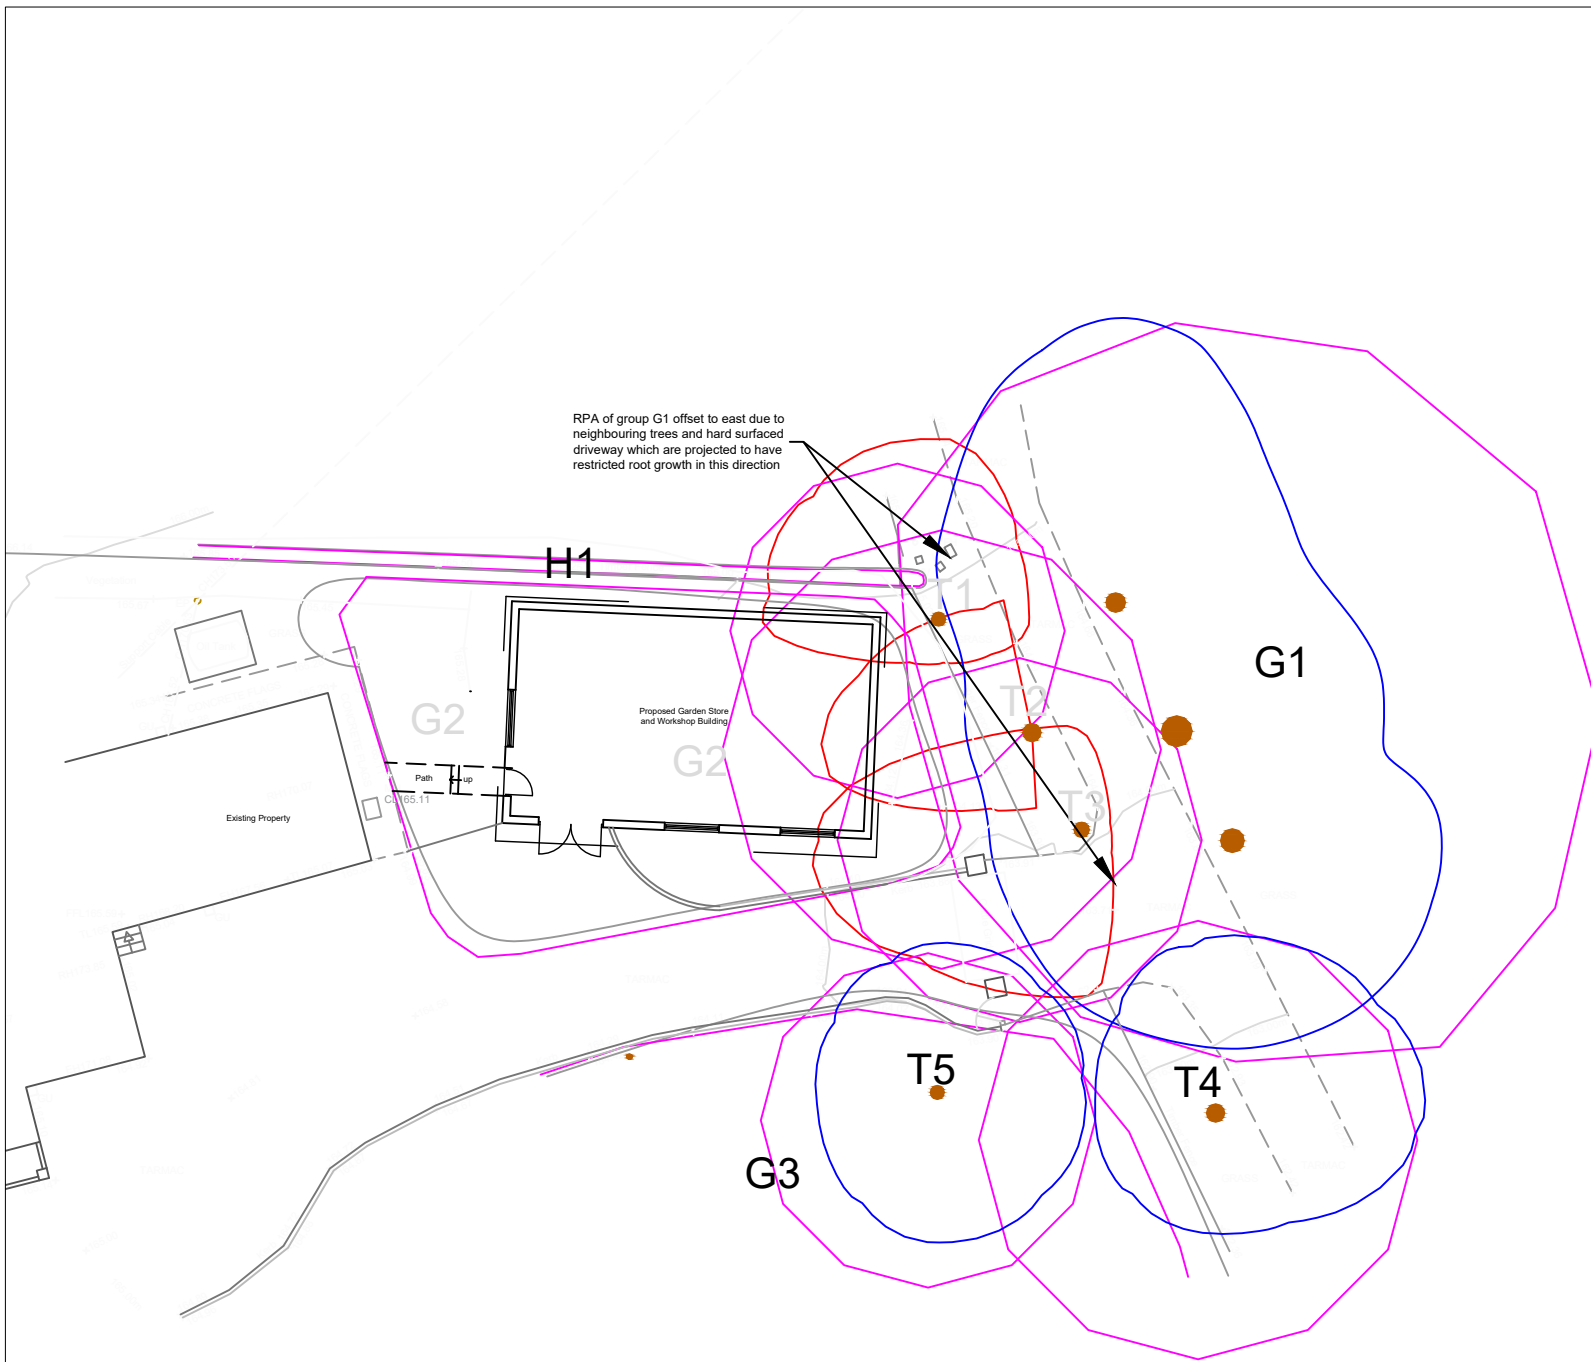 RPA of group G1 offset to east due to
neighbouring trees and hard surfaced
driveway which are projected to have
restricted root growth in this direction
H1
T1
G1
T2
G2
Proposed Garden Store
and Workshop Building
G2
Path
up
CL165.11
T3
Existing Property
T5
T4
G3